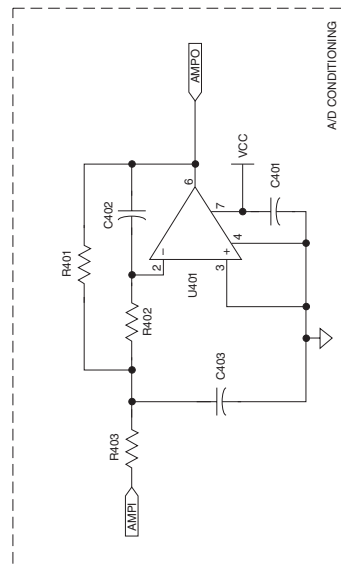 AMPI
R403
C403
R402
R401
C402
2
3
U401
–
+
6
7
4
AMPO
VCC
C401
A/D CONDITIONING